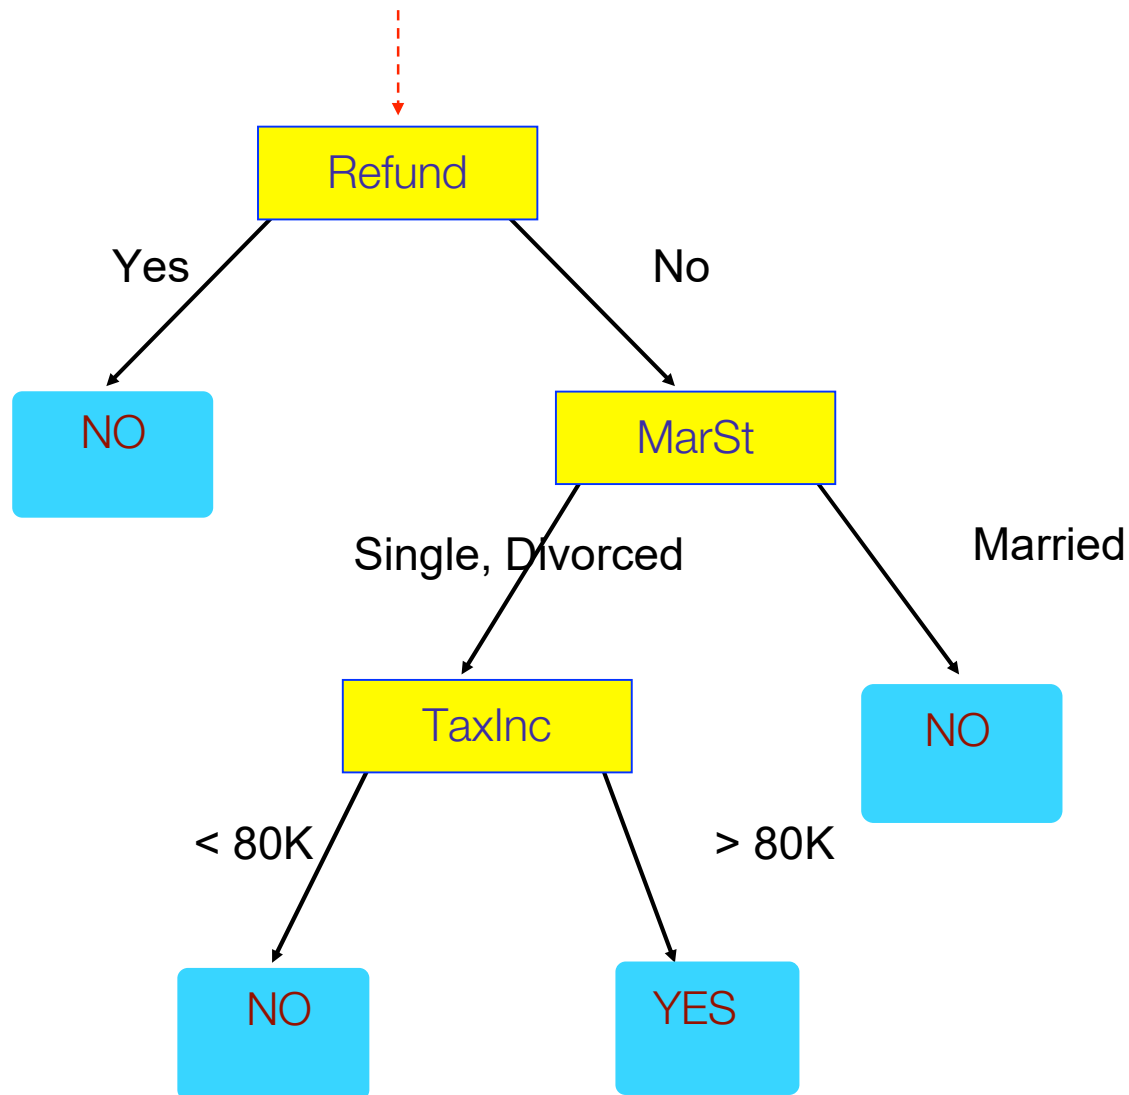 Refund
Yes
No
NO
MarSt
Single, Divorced
Married
TaxInc
NO
< 80K
> 80K
NO
YES